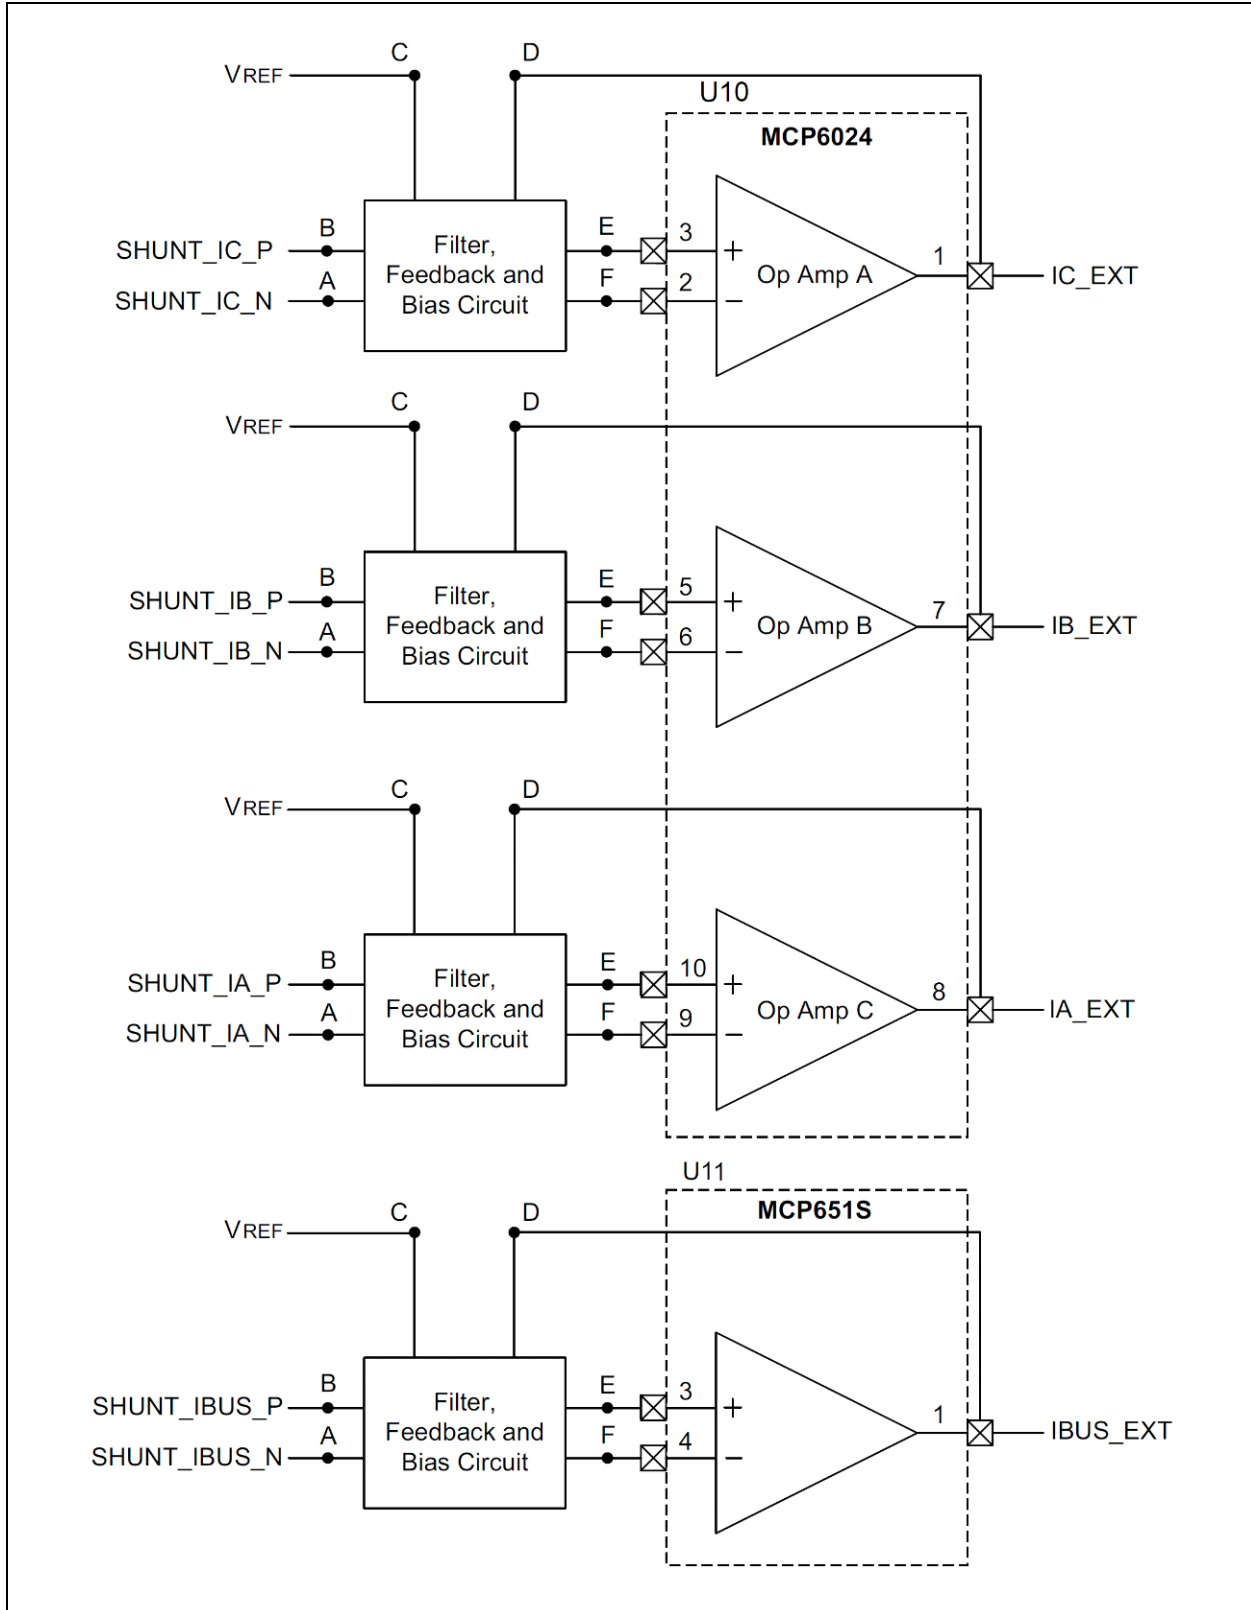 C D
VREF
U10
MCP6024
B
E
3
SHUNT_IC_P
+
Filter,
Feedback and
Bias Circuit
Op Amp A
1
IC_EXT
A
F
2
SHUNT_IC_N
−
C D
VREF
B
E
5
SHUNT_IB_P
+
Filter,
Feedback and
Bias Circuit
Op Amp B
7
IB_EXT
A
F
6
SHUNT_IB_N
−
C D
VREF
B
E
10
SHUNT_IA_P
+
Filter,
Feedback and
Bias Circuit
Op Amp C
8
IA_EXT
A
F
9
SHUNT_IA_N
−
U11
MCP651S
C D
VREF
B
E
3
SHUNT_IBUS_P
+
Filter,
Feedback and
Bias Circuit
1
IBUS_EXT
A
F
4
SHUNT_IBUS_N
−